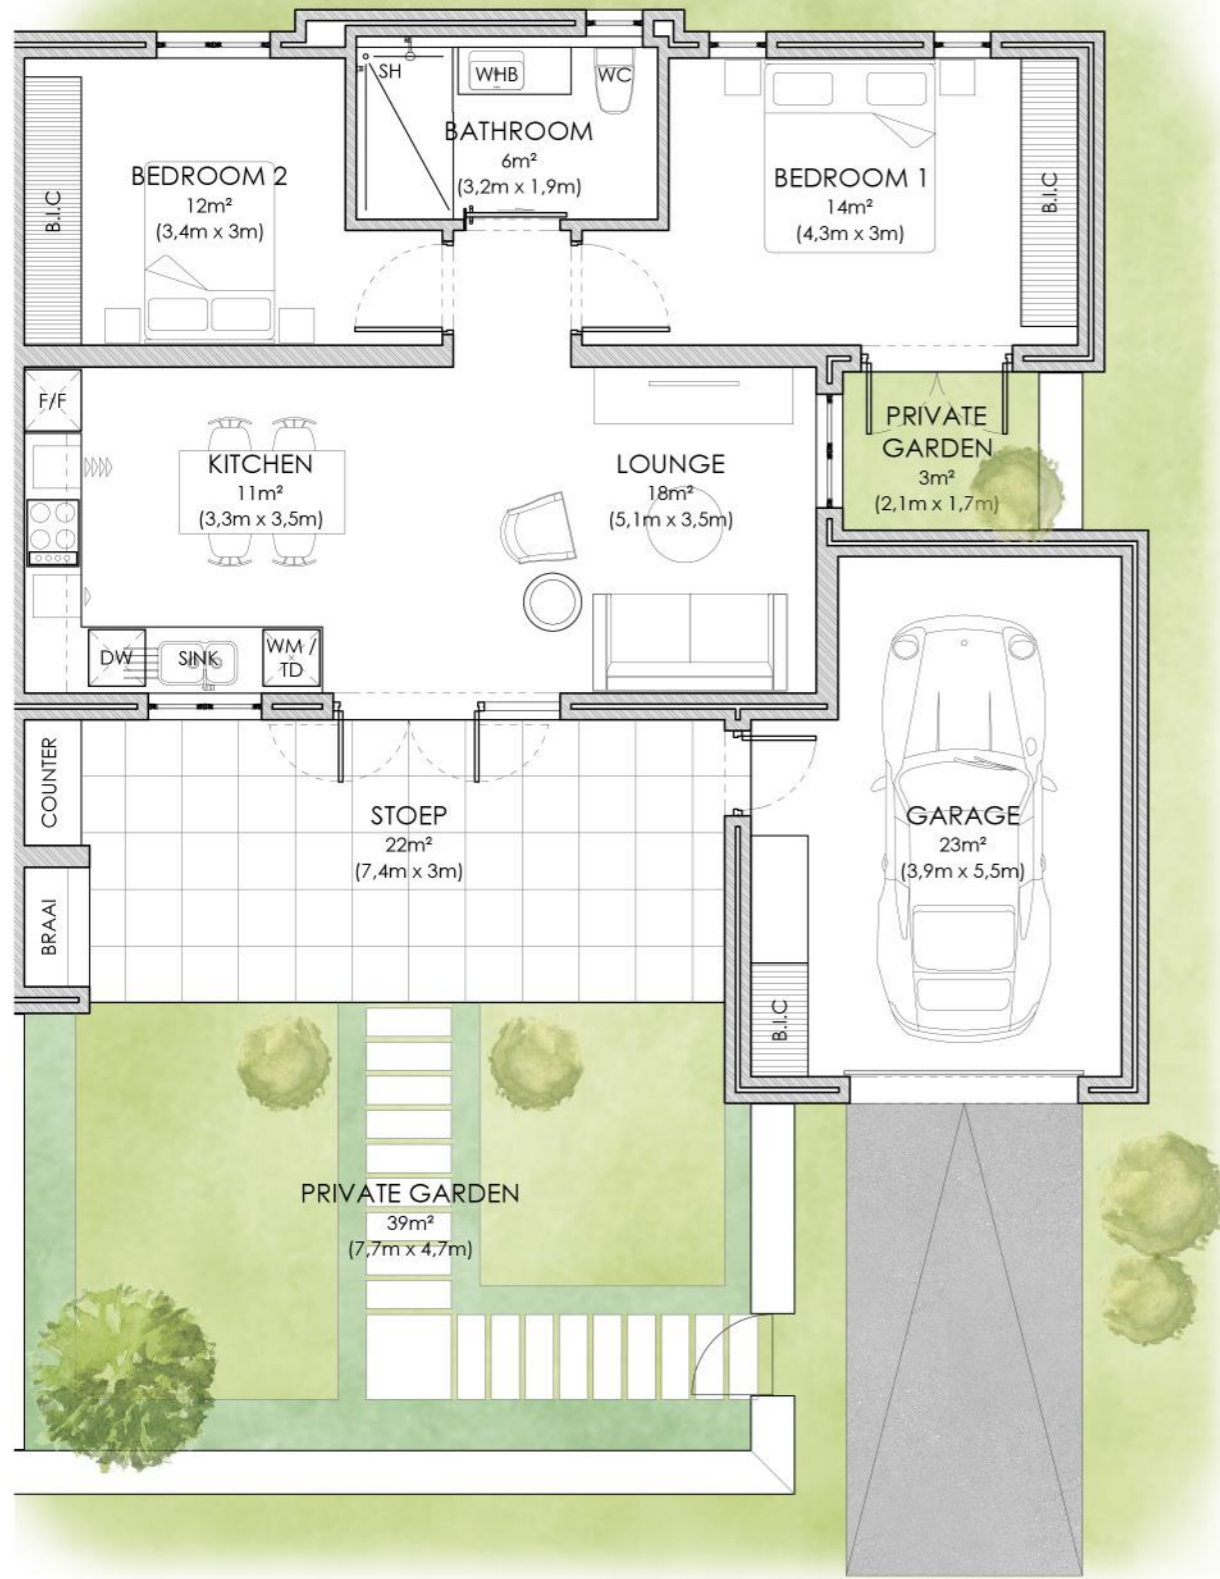 SH
WHB
WC
BATHROOM
6m²
(3,2m x 1,9m)
BEDROOM 2
12m²
(3,4m x 3m)
B.I.C
BEDROOM 1
14m²
(4,3m x 3m)
B.I.C
F/F
KITCHEN
11m²
(3,3m x 3,5m)
LOUNGE
18m²
(5,1m x 3,5m)
PRIVATE
GARDEN
3m²
(2,1m x 1,7m)
DW
SINK
WM /
TD
COUNTER
STOEP
22m²
(7,4m x 3m)
GARAGE
23m²
(3,9m x 5,5m)
BRAAI
B.I.C
PRIVATE GARDEN
39m²
(7,7m x 4,7m)